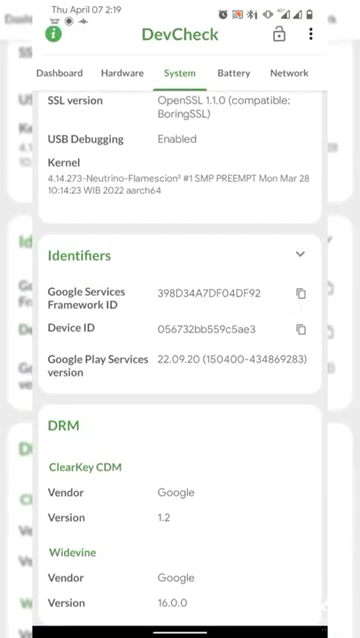 Thu April 07 2:19
DevCheck
Dashboard Hardware System Battery Network
SSL version OpenSSL 1.1.0 (compatible;
BoringSSL)
USB Debugging Enabled
Kernel
4.14.273-Neutrino-Flamescion² #1 SMP PREEMPT Mon Mar 28
10:14:23 WIB 2022 aarch64
Identifiers
Google Services 398D34A7DF04DF92
Framework ID
Device ID 056732bb559c5ae3
Google Play Services 22.09.20 (150400-434869283)
version
DRM
ClearKey CDM
Vendor Google
Version 1.2
Widevine
Vendor Google
Version 16.0.0